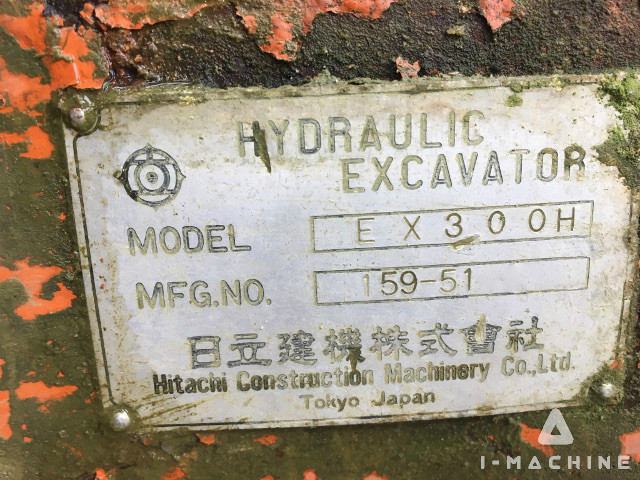 HYDRAULIC
EXCAVATOR
MODEL EX300H
MFG.NO. 159-51
日立建機株式會社
Hitachi Construction Machinery Co.,Ltd.
Tokyo Japan
I-MACHINE